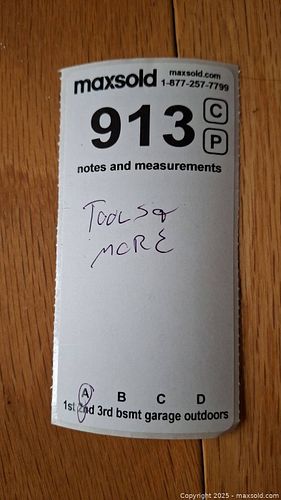 maxsold maxsold.com
1-877-257-7799
913 C
P
notes and measurements
TOOLS &
MORE
A B C D
1st 2nd 3rd bsmt garage outdoors
Copyright © 2025 - maxsold.com